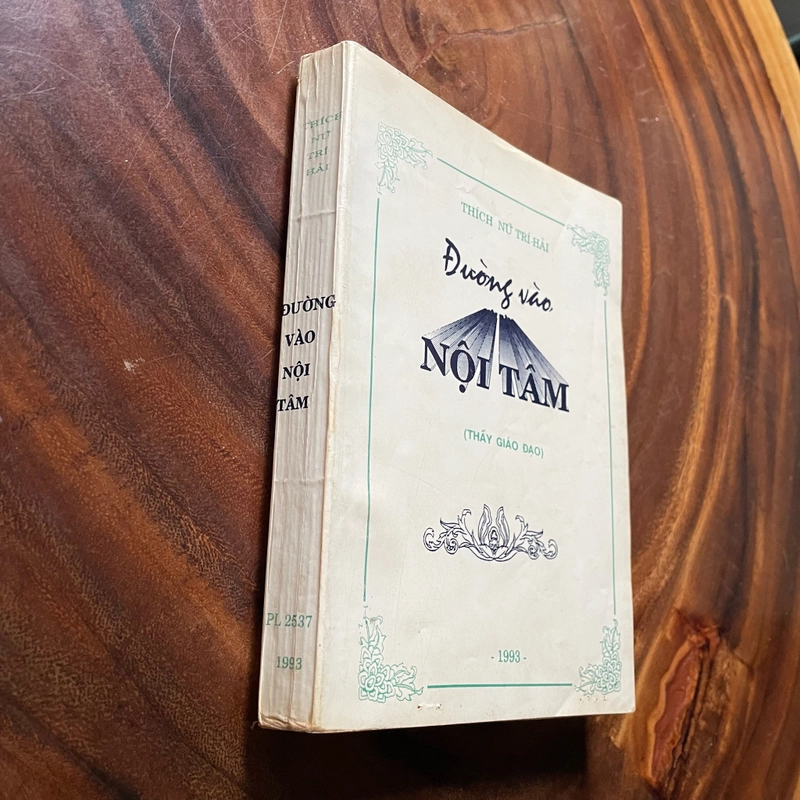 THÍCH
NỮ
TRÍ
HẢI
ĐƯỜNG
VÀO
NỘI
TÂM
PL 2537
1993
THÍCH NỮ TRÍ-HẢI
Đường vào
NỘI TÂM
(THẤY GIÁO ĐẠO)
- 1993 -